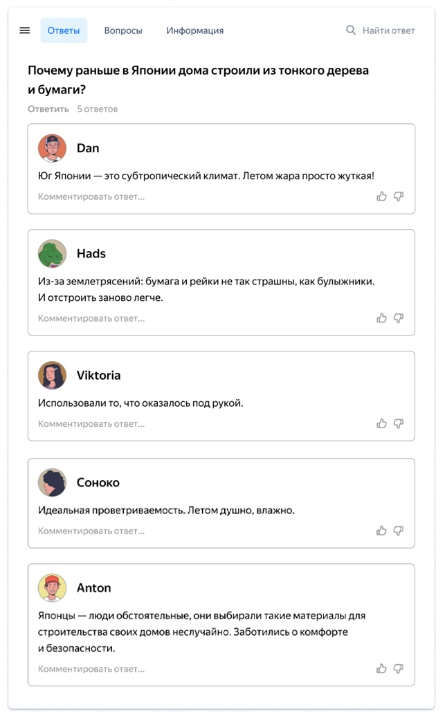 Ответы Вопросы Информация Найти ответ
Почему раньше в Японии дома строили из тонкого дерева
и бумаги?
Ответить 5 ответов
Dan
Юг Японии — это субтропический климат. Летом жара просто жуткая!
Комментировать ответ...
Hads
Из-за землетрясений: бумага и рейки не так страшны, как булыжники.
И отстроить заново легче.
Комментировать ответ...
Viktoria
Использовали то, что оказалось под рукой.
Комментировать ответ...
Соноко
Идеальная проветриваемость. Летом душно, влажно.
Комментировать ответ...
Anton
Японцы — люди обстоятельные, они выбирали такие материалы для
строительства своих домов неслучайно. Заботились о комфорте
и безопасности.
Комментировать ответ...